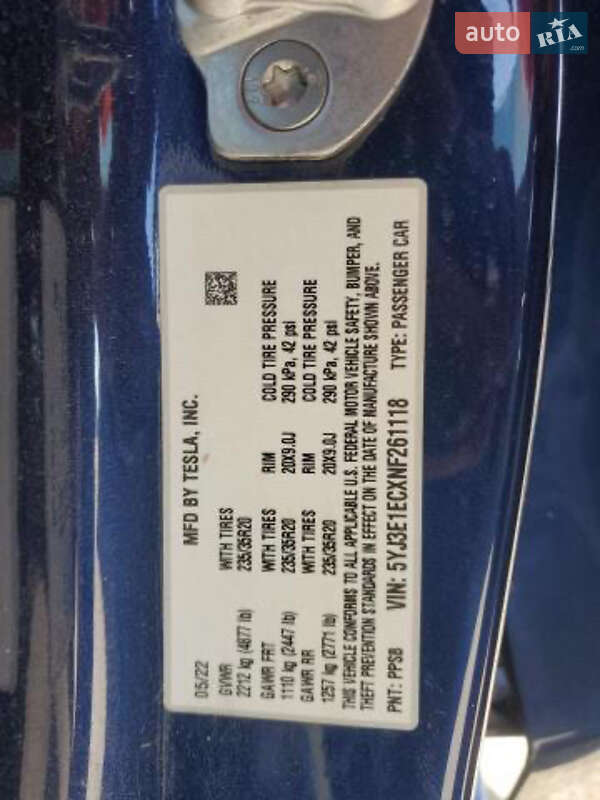 auto RIA.com
MFD BY TESLA, INC.
05/22
GVWR WITH TIRES
2212 kg (4877 lb) 235/35R20
GAWR FRT WITH TIRES RIM COLD TIRE PRESSURE
1110 kg (2447 lb) 235/35R20 20X9.0J 290 kPa, 42 psi
GAWR RR WITH TIRES RIM COLD TIRE PRESSURE
1257 kg (2771 lb) 235/35R20 20X9.0J 290 kPa, 42 psi
THIS VEHICLE CONFORMS TO ALL APPLICABLE U.S. FEDERAL MOTOR VEHICLE SAFETY, BUMPER, AND
THEFT PREVENTION STANDARDS IN EFFECT ON THE DATE OF MANUFACTURE SHOWN ABOVE.
PNT: PPSB VIN: 5YJ3E1ECXNF261118 TYPE: PASSENGER CAR